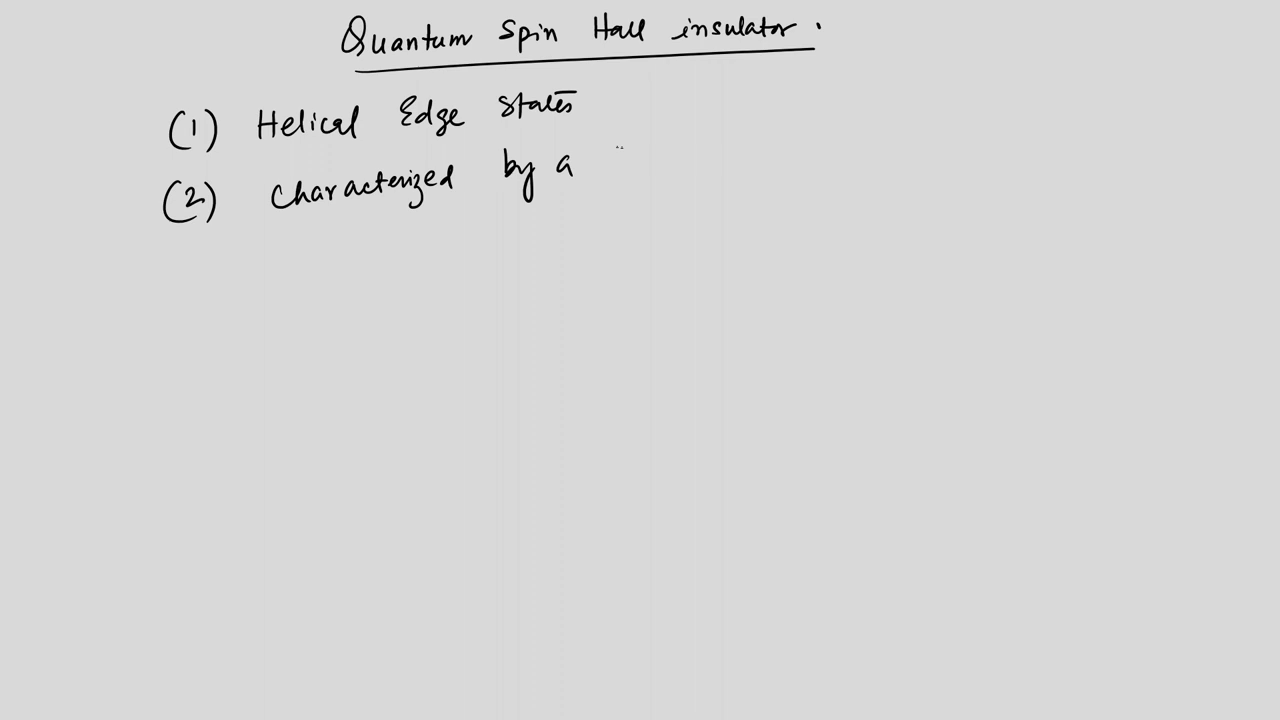 Quantum Spin Hall insulator.
(1) Helical Edge States
(2) Characterized by a